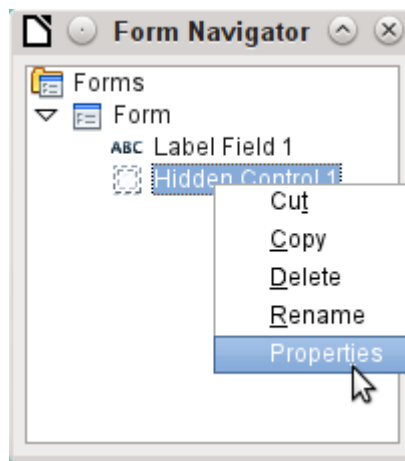 Form Navigator
Forms
Form
ABC Label Field 1
Hidden Control 1
Cut
Copy
Delete
Rename
Properties